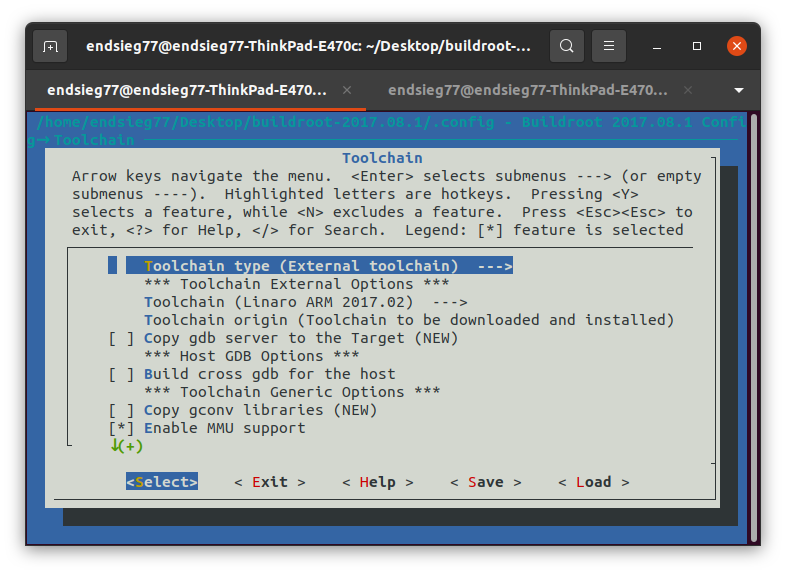 endsieg77@endsieg77-ThinkPad-E470c: ~/Desktop/buildroot-...
endsieg77@endsieg77-ThinkPad-E470... × endsieg77@endsieg77-ThinkPad-E470... ×
/home/endsieg77/Desktop/buildroot-2017.08.1/.config - Buildroot 2017.08.1 Confi
g→ Toolchain
Toolchain
Arrow keys navigate the menu.  <Enter> selects submenus ---> (or empty
submenus ----).  Highlighted letters are hotkeys.  Pressing <Y>
selects a feature, while <N> excludes a feature.  Press <Esc><Esc> to
exit, <?> for Help, </> for Search.  Legend: [*] feature is selected
Toolchain type (External toolchain)  --->
*** Toolchain External Options ***
Toolchain (Linaro ARM 2017.02)  --->
Toolchain origin (Toolchain to be downloaded and installed)
[ ] Copy gdb server to the Target (NEW)
*** Host GDB Options ***
[ ] Build cross gdb for the host
*** Toolchain Generic Options ***
[ ] Copy gconv libraries (NEW)
[*] Enable MMU support
↓(+)
<Select>    < Exit >    < Help >    < Save >    < Load >